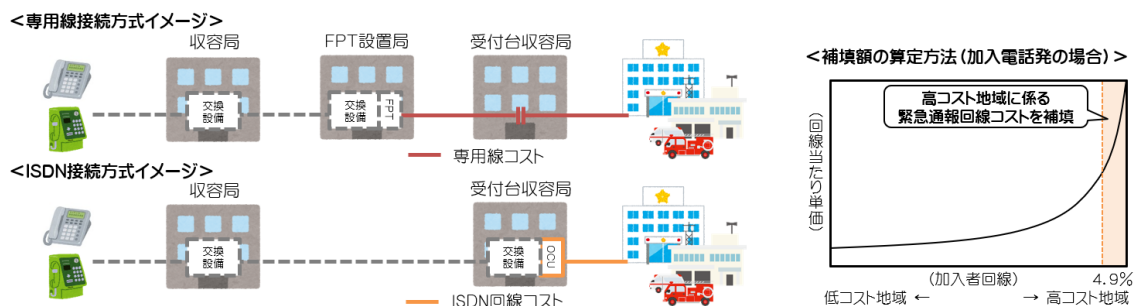 <専用線接続方式イメージ>
収容局
FPT設置局
受付台収容局
交換
設備
交換
設備
FPT
専用線コスト
<ISDN接続方式イメージ>
収容局
受付台収容局
交換
設備
交換
設備
OCU
ISDN回線コスト
<補填額の算定方法(加入電話発の場合)>
高コスト地域に係る
緊急通報回線コストを補填
(回線当たり単価)
(加入者回線)
4.9%
低コスト地域 ←
→ 高コスト地域